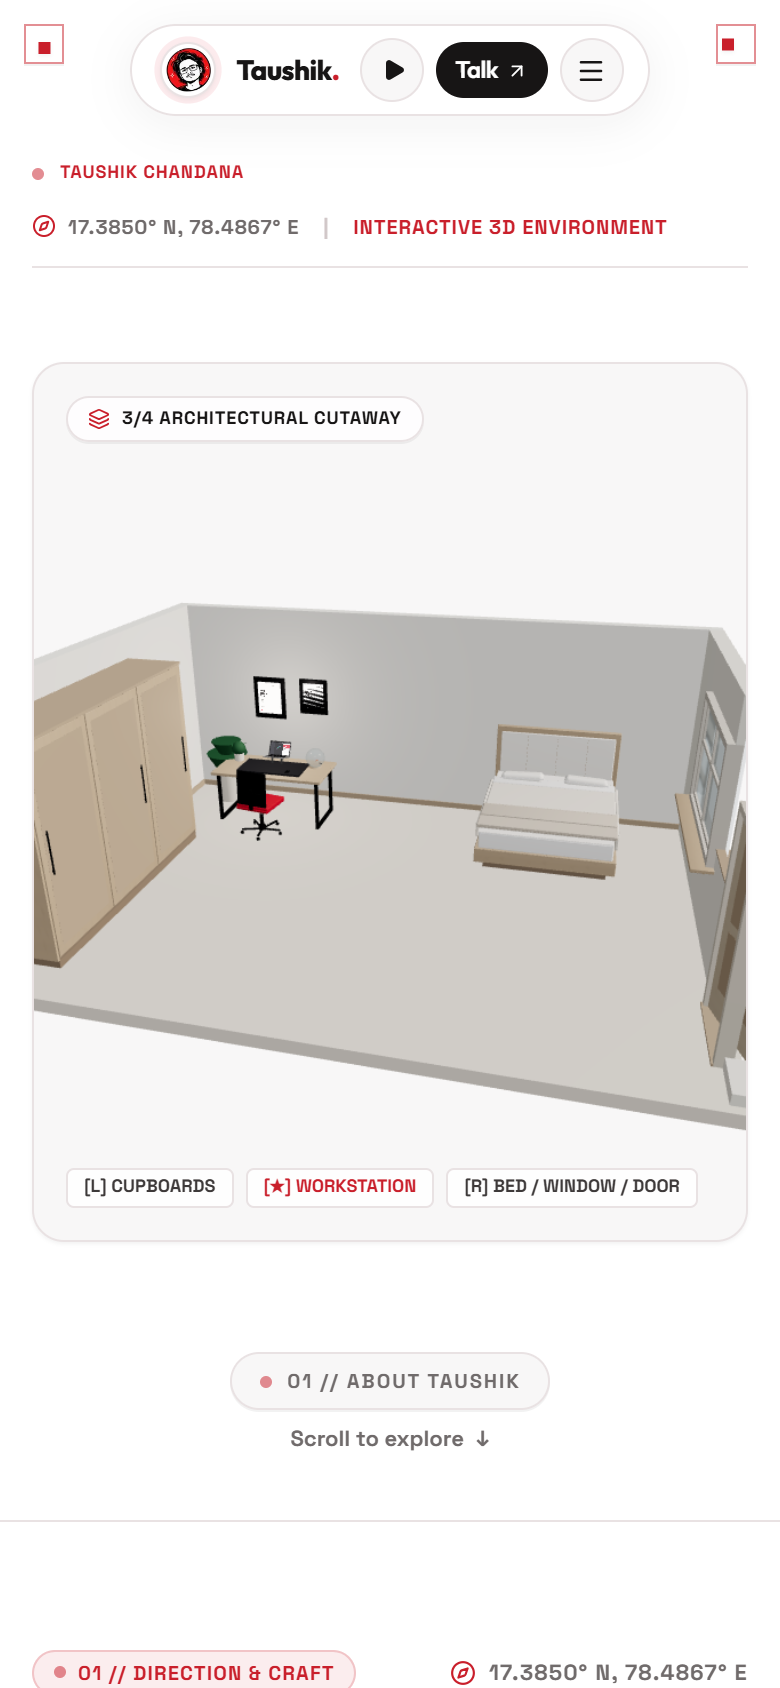 Taushik.
Talk
TAUSHIK CHANDANA
17.3850° N, 78.4867° E | INTERACTIVE 3D ENVIRONMENT
3/4 ARCHITECTURAL CUTAWAY
[L] CUPBOARDS
[★] WORKSTATION
[R] BED / WINDOW / DOOR
01 // ABOUT TAUSHIK
Scroll to explore ↓
01 // DIRECTION & CRAFT
17.3850° N, 78.4867° E